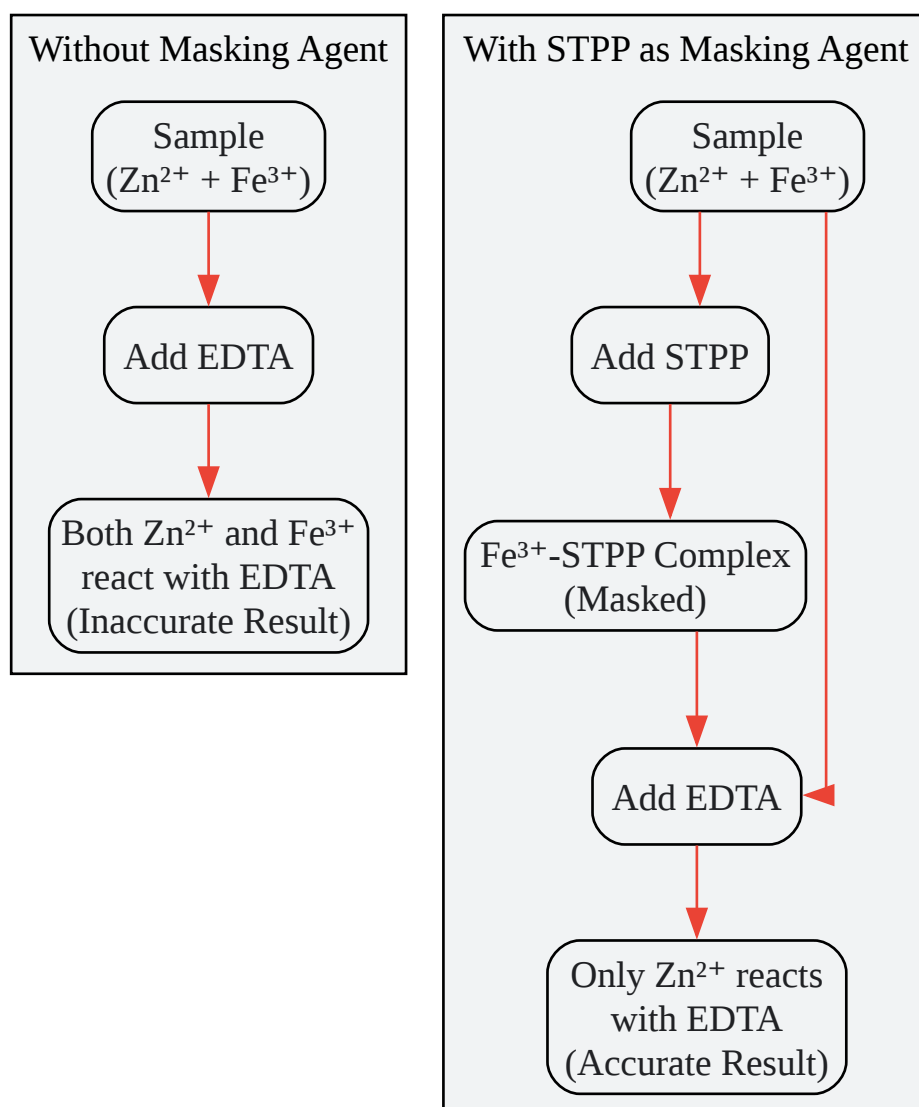 Without Masking Agent
Sample
(Zn²⁺ + Fe³⁺)
Add EDTA
Both Zn²⁺ and Fe³⁺
react with EDTA
(Inaccurate Result)
With STPP as Masking Agent
Sample
(Zn²⁺ + Fe³⁺)
Add STPP
Fe³⁺-STPP Complex
(Masked)
Add EDTA
Only Zn²⁺ reacts
with EDTA
(Accurate Result)